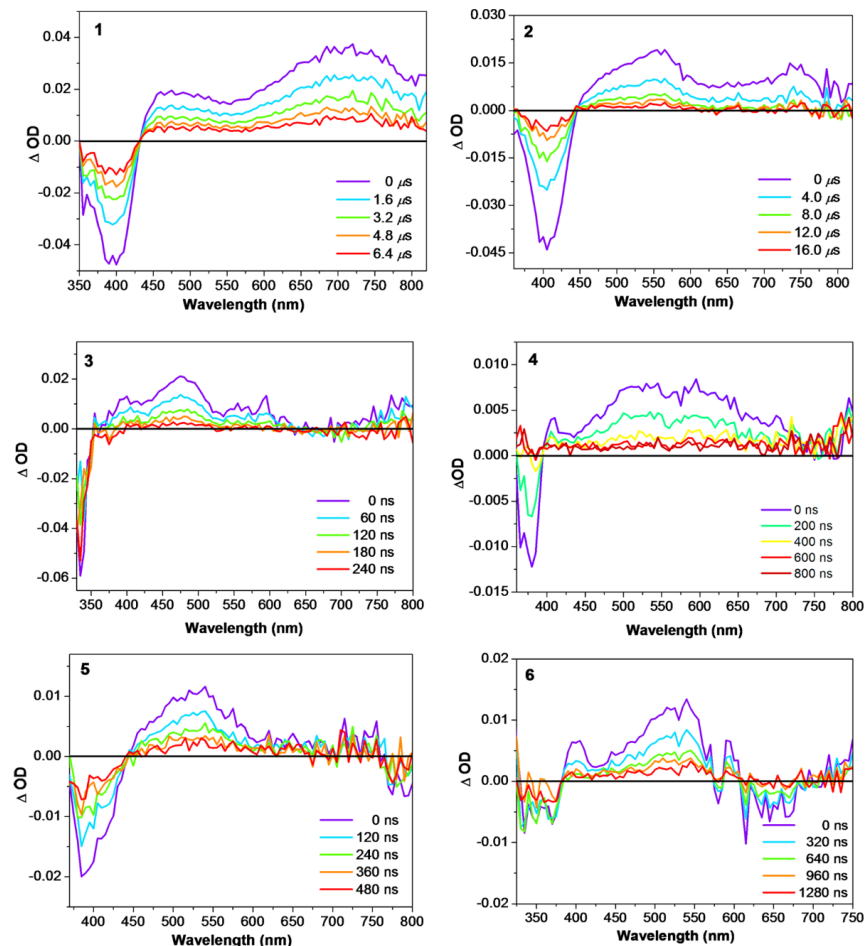 1
0.04
0.02
0.00
-0.02
-0.04
Δ OD
0 μs
1.6 μs
3.2 μs
4.8 μs
6.4 μs
350 400 450 500 550 600 650 700 750 800
Wavelength (nm)
2
0.030
0.015
0.000
-0.015
-0.030
-0.045
Δ OD
0 μs
4.0 μs
8.0 μs
12.0 μs
16.0 μs
400 450 500 550 600 650 700 750 800
Wavelength (nm)
3
0.02
0.00
-0.02
-0.04
-0.06
Δ OD
0 ns
60 ns
120 ns
180 ns
240 ns
350 400 450 500 550 600 650 700 750 800
Wavelength (nm)
4
0.010
0.005
0.000
-0.005
-0.010
-0.015
ΔOD
0 ns
200 ns
400 ns
600 ns
800 ns
400 450 500 550 600 650 700 750 800
Wavelength (nm)
5
0.01
0.00
-0.01
-0.02
Δ OD
0 ns
120 ns
240 ns
360 ns
480 ns
400 450 500 550 600 650 700 750 800
Wavelength (nm)
6
0.02
0.01
0.00
-0.01
-0.02
Δ OD
0 ns
320 ns
640 ns
960 ns
1280 ns
350 400 450 500 550 600 650 700 750
Wavelength (nm)